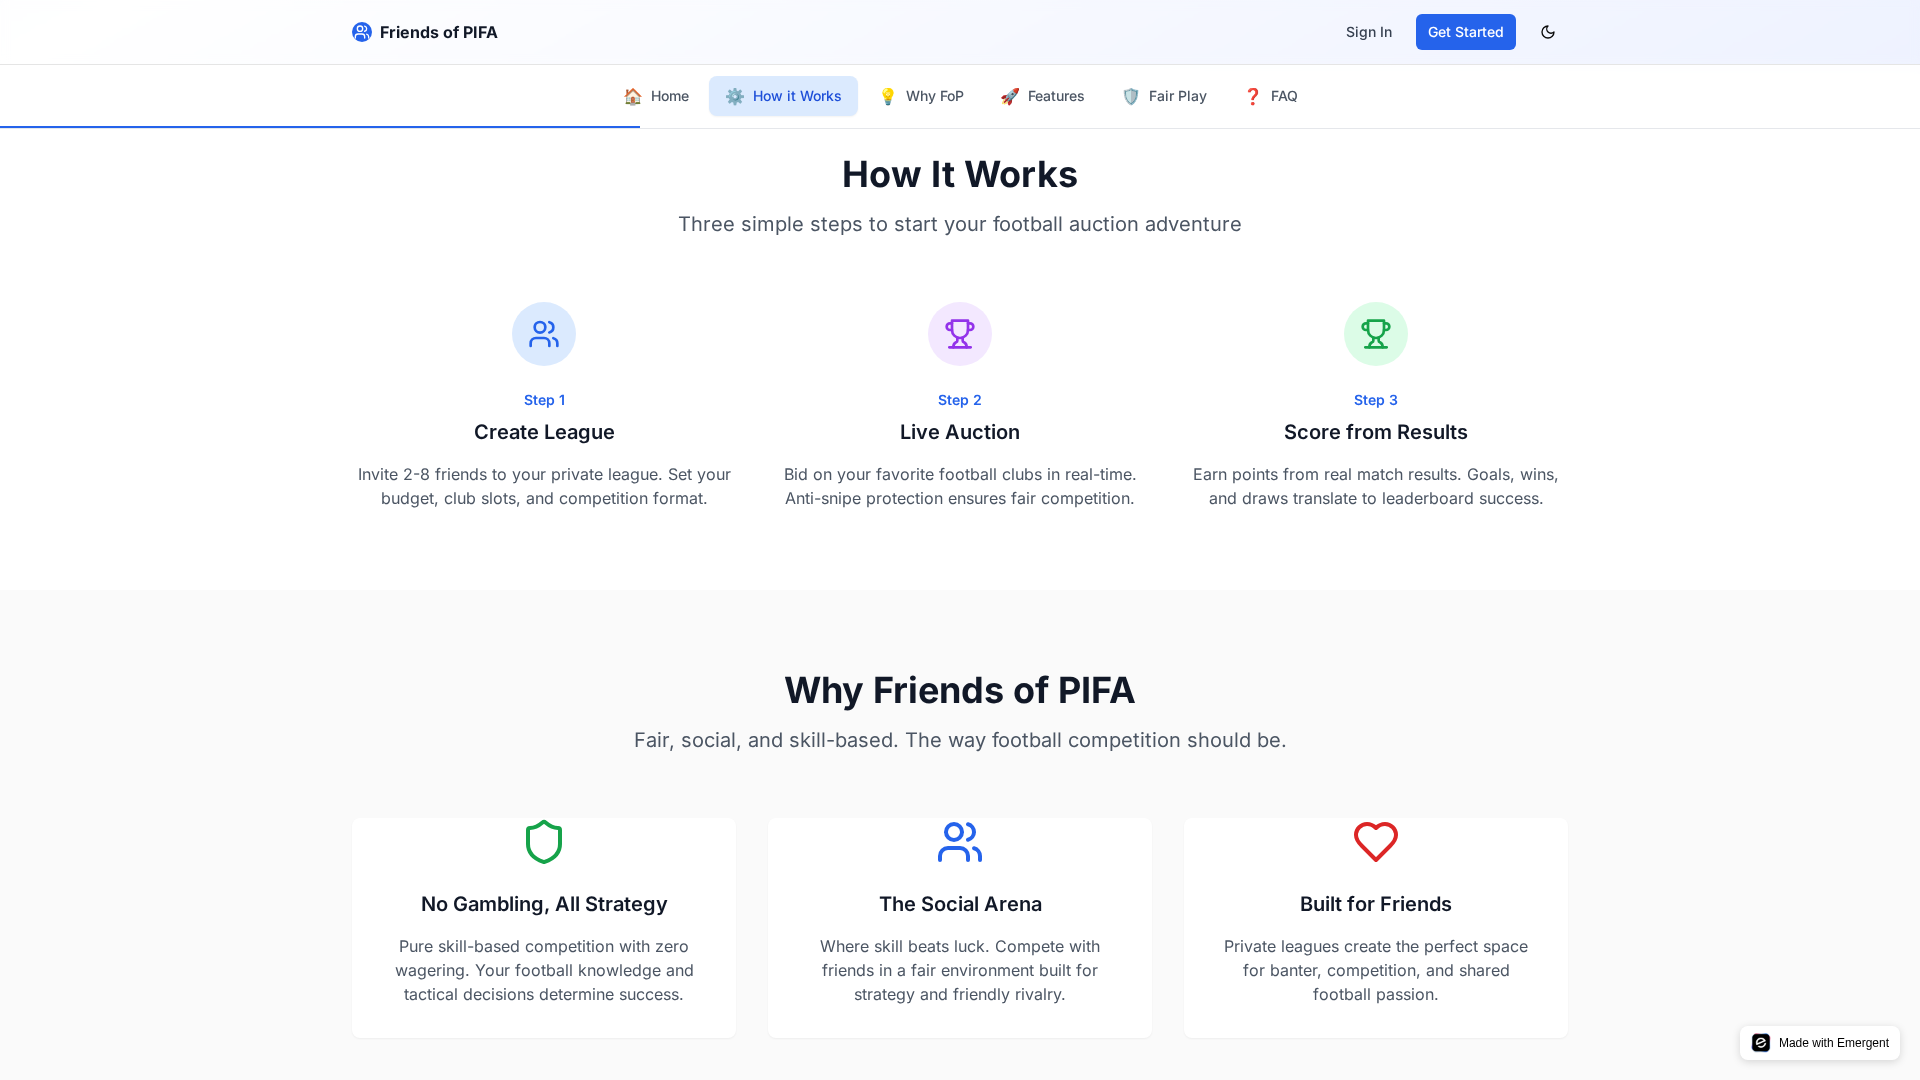 Friends of PIFA
Sign In
Get Started
Home
How it Works
Why FoP
Features
Fair Play
FAQ
How It Works
Three simple steps to start your football auction adventure
Step 1
Create League
Invite 2-8 friends to your private league. Set your
budget, club slots, and competition format.
Step 2
Live Auction
Bid on your favorite football clubs in real-time.
Anti-snipe protection ensures fair competition.
Step 3
Score from Results
Earn points from real match results. Goals, wins,
and draws translate to leaderboard success.
Why Friends of PIFA
Fair, social, and skill-based. The way football competition should be.
No Gambling, All Strategy
Pure skill-based competition with zero
wagering. Your football knowledge and
tactical decisions determine success.
The Social Arena
Where skill beats luck. Compete with
friends in a fair environment built for
strategy and friendly rivalry.
Built for Friends
Private leagues create the perfect space
for banter, competition, and shared
football passion.
Made with Emergent